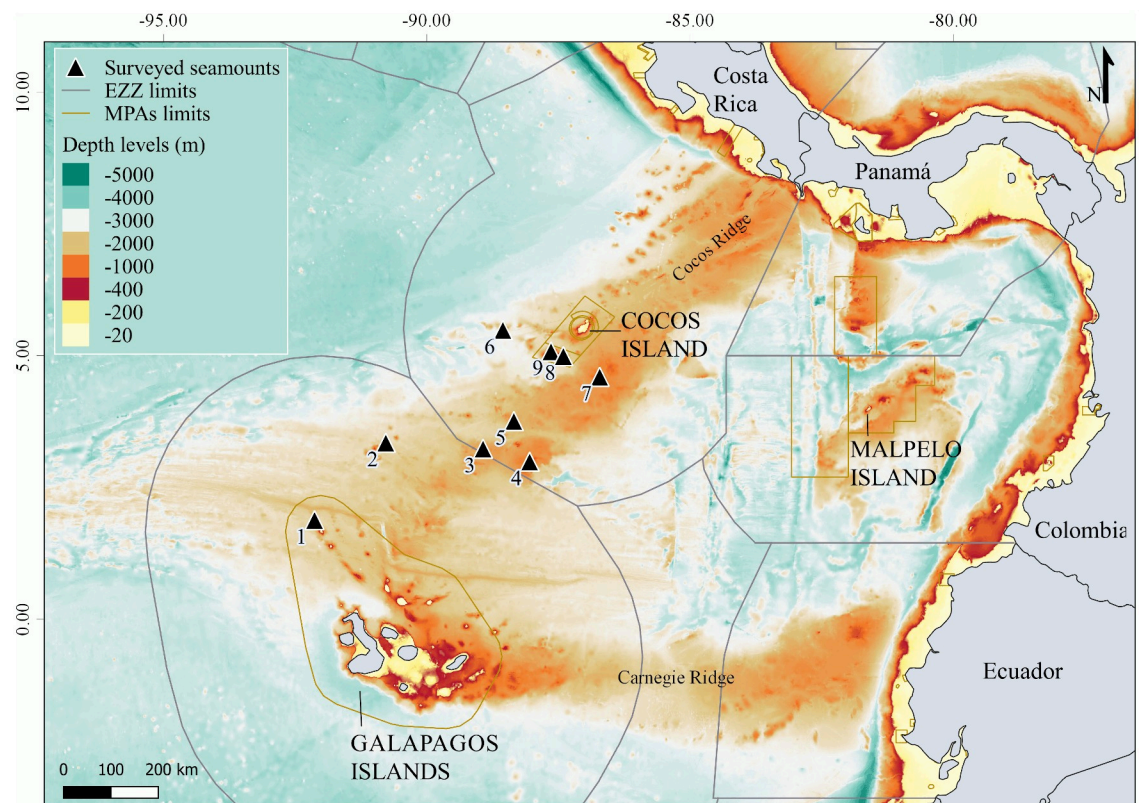 -95.00
-90.00
-85.00
-80.00
10.00
5.00
0.00
Surveyed seamounts
EZZ limits
MPAs limits
Depth levels (m)
-5000
-4000
-3000
-2000
-1000
-400
-200
-20
N
Costa
Rica
Panamá
Cocos Ridge
COCOS
ISLAND
6
9
8
7
5
3
4
2
1
MALPELO
ISLAND
Colombia
Carnegie Ridge
Ecuador
GALAPAGOS
ISLANDS
0 100 200 km